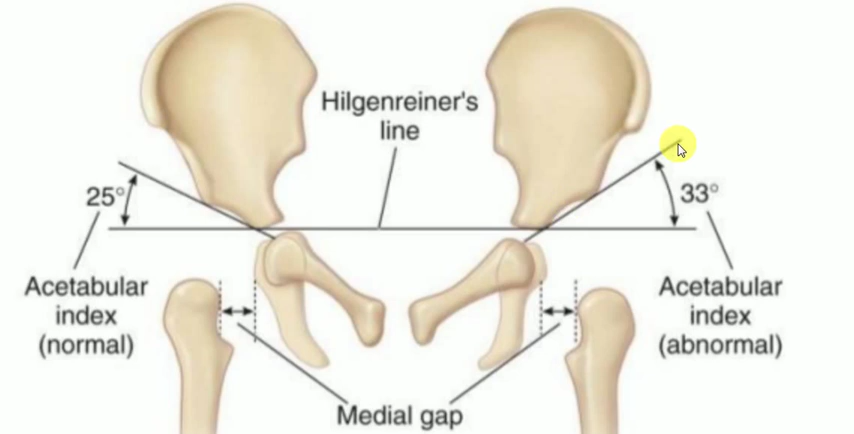 Hilgenreiner's
line
25°
33°
Acetabular
index
(normal)
Acetabular
index
(abnormal)
Medial gap